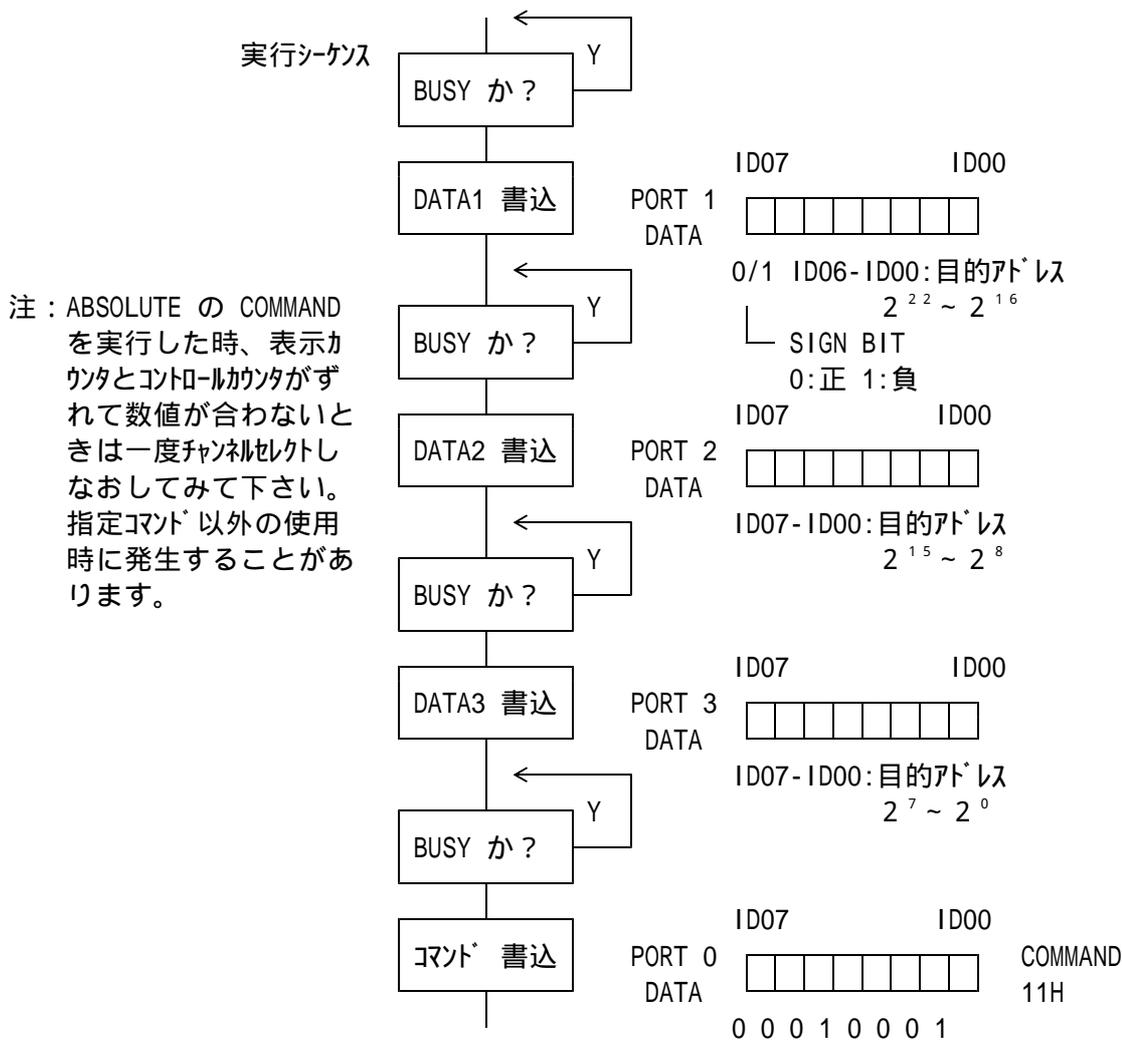 実行シーケンス
Y
BUSY か？
ID07 ID00
DATA1 書込
PORT 1
DATA
0/1 ID06-ID00:目的アドレス
2²²~2¹⁶
SIGN BIT
0:正 1:負
注：ABSOLUTE の COMMAND
を実行した時、表示カ
ウンタとコントロールカウンタがず
れて数値が合わないと
きは一度チャンネルセレクトし
なおしてみて下さい。
指定コマンド以外の使用
時に発生することがあ
ります。
Y
BUSY か？
ID07 ID00
DATA2 書込
PORT 2
DATA
ID07-ID00:目的アドレス
2¹⁵~2⁸
Y
BUSY か？
ID07 ID00
DATA3 書込
PORT 3
DATA
ID07-ID00:目的アドレス
2⁷~2⁰
Y
BUSY か？
ID07 ID00
コマンド 書込
PORT 0
DATA
COMMAND
11H
0 0 0 1 0 0 0 1